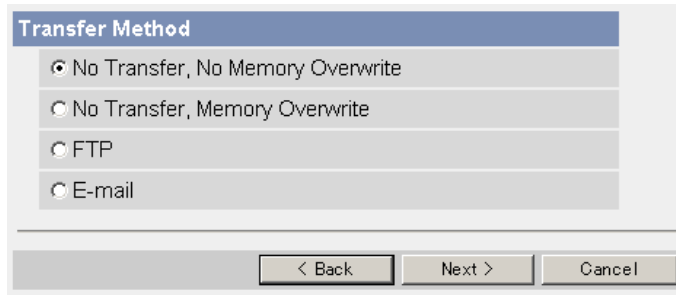 Transfer Method
No Transfer, No Memory Overwrite
No Transfer, Memory Overwrite
FTP
E-mail
< Back Next > Cancel